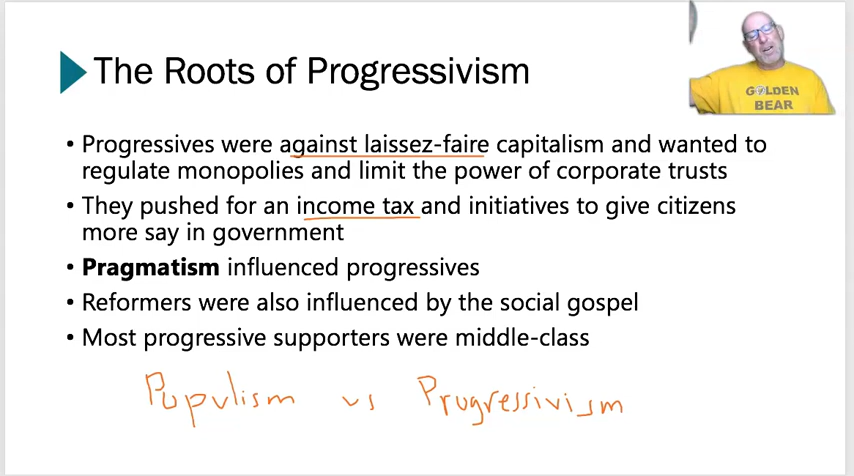 The Roots of Progressivism
GOLDEN
BEAR
• Progressives were against laissez-faire capitalism and wanted to
regulate monopolies and limit the power of corporate trusts
• They pushed for an income tax and initiatives to give citizens
more say in government
• Pragmatism influenced progressives
• Reformers were also influenced by the social gospel
• Most progressive supporters were middle-class
Populism vs Progressivism